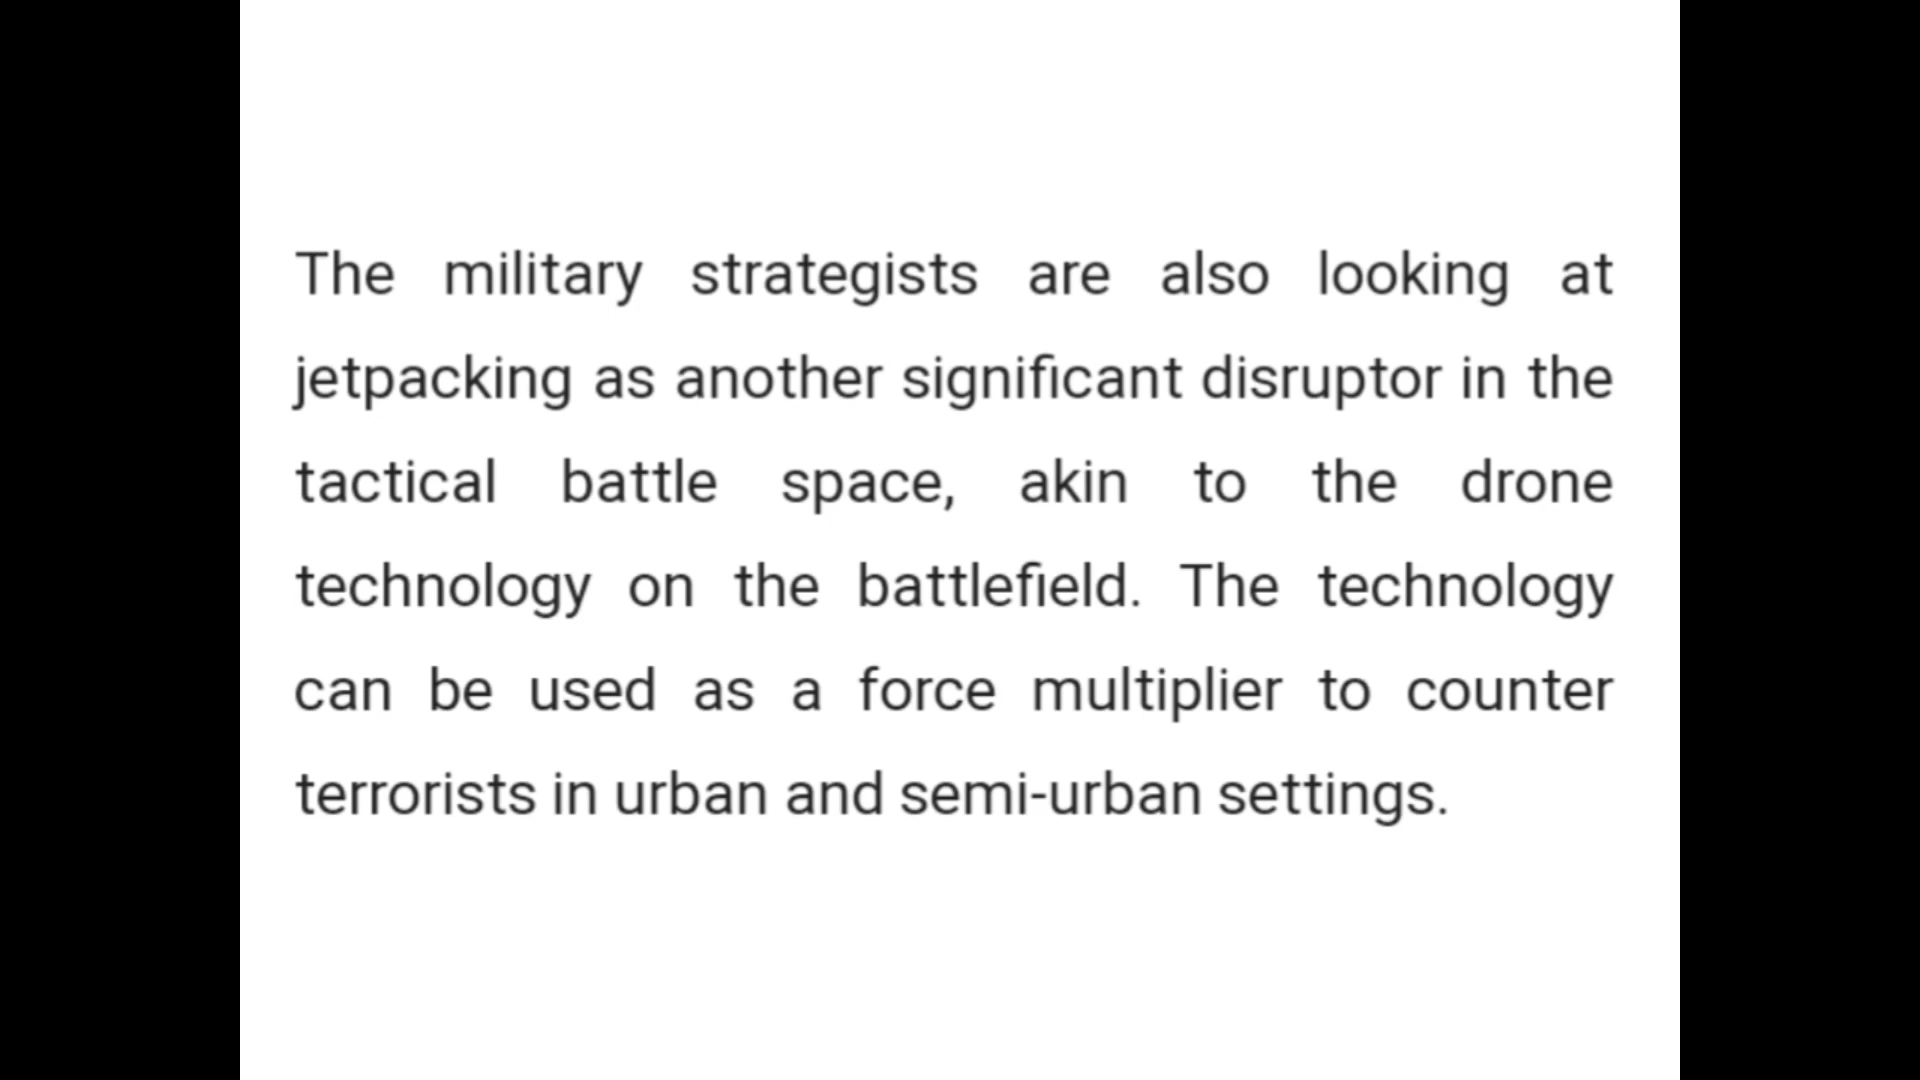 The military strategists are also looking at
jetpacking as another significant disruptor in the
tactical battle space, akin to the drone
technology on the battlefield. The technology
can be used as a force multiplier to counter
terrorists in urban and semi-urban settings.